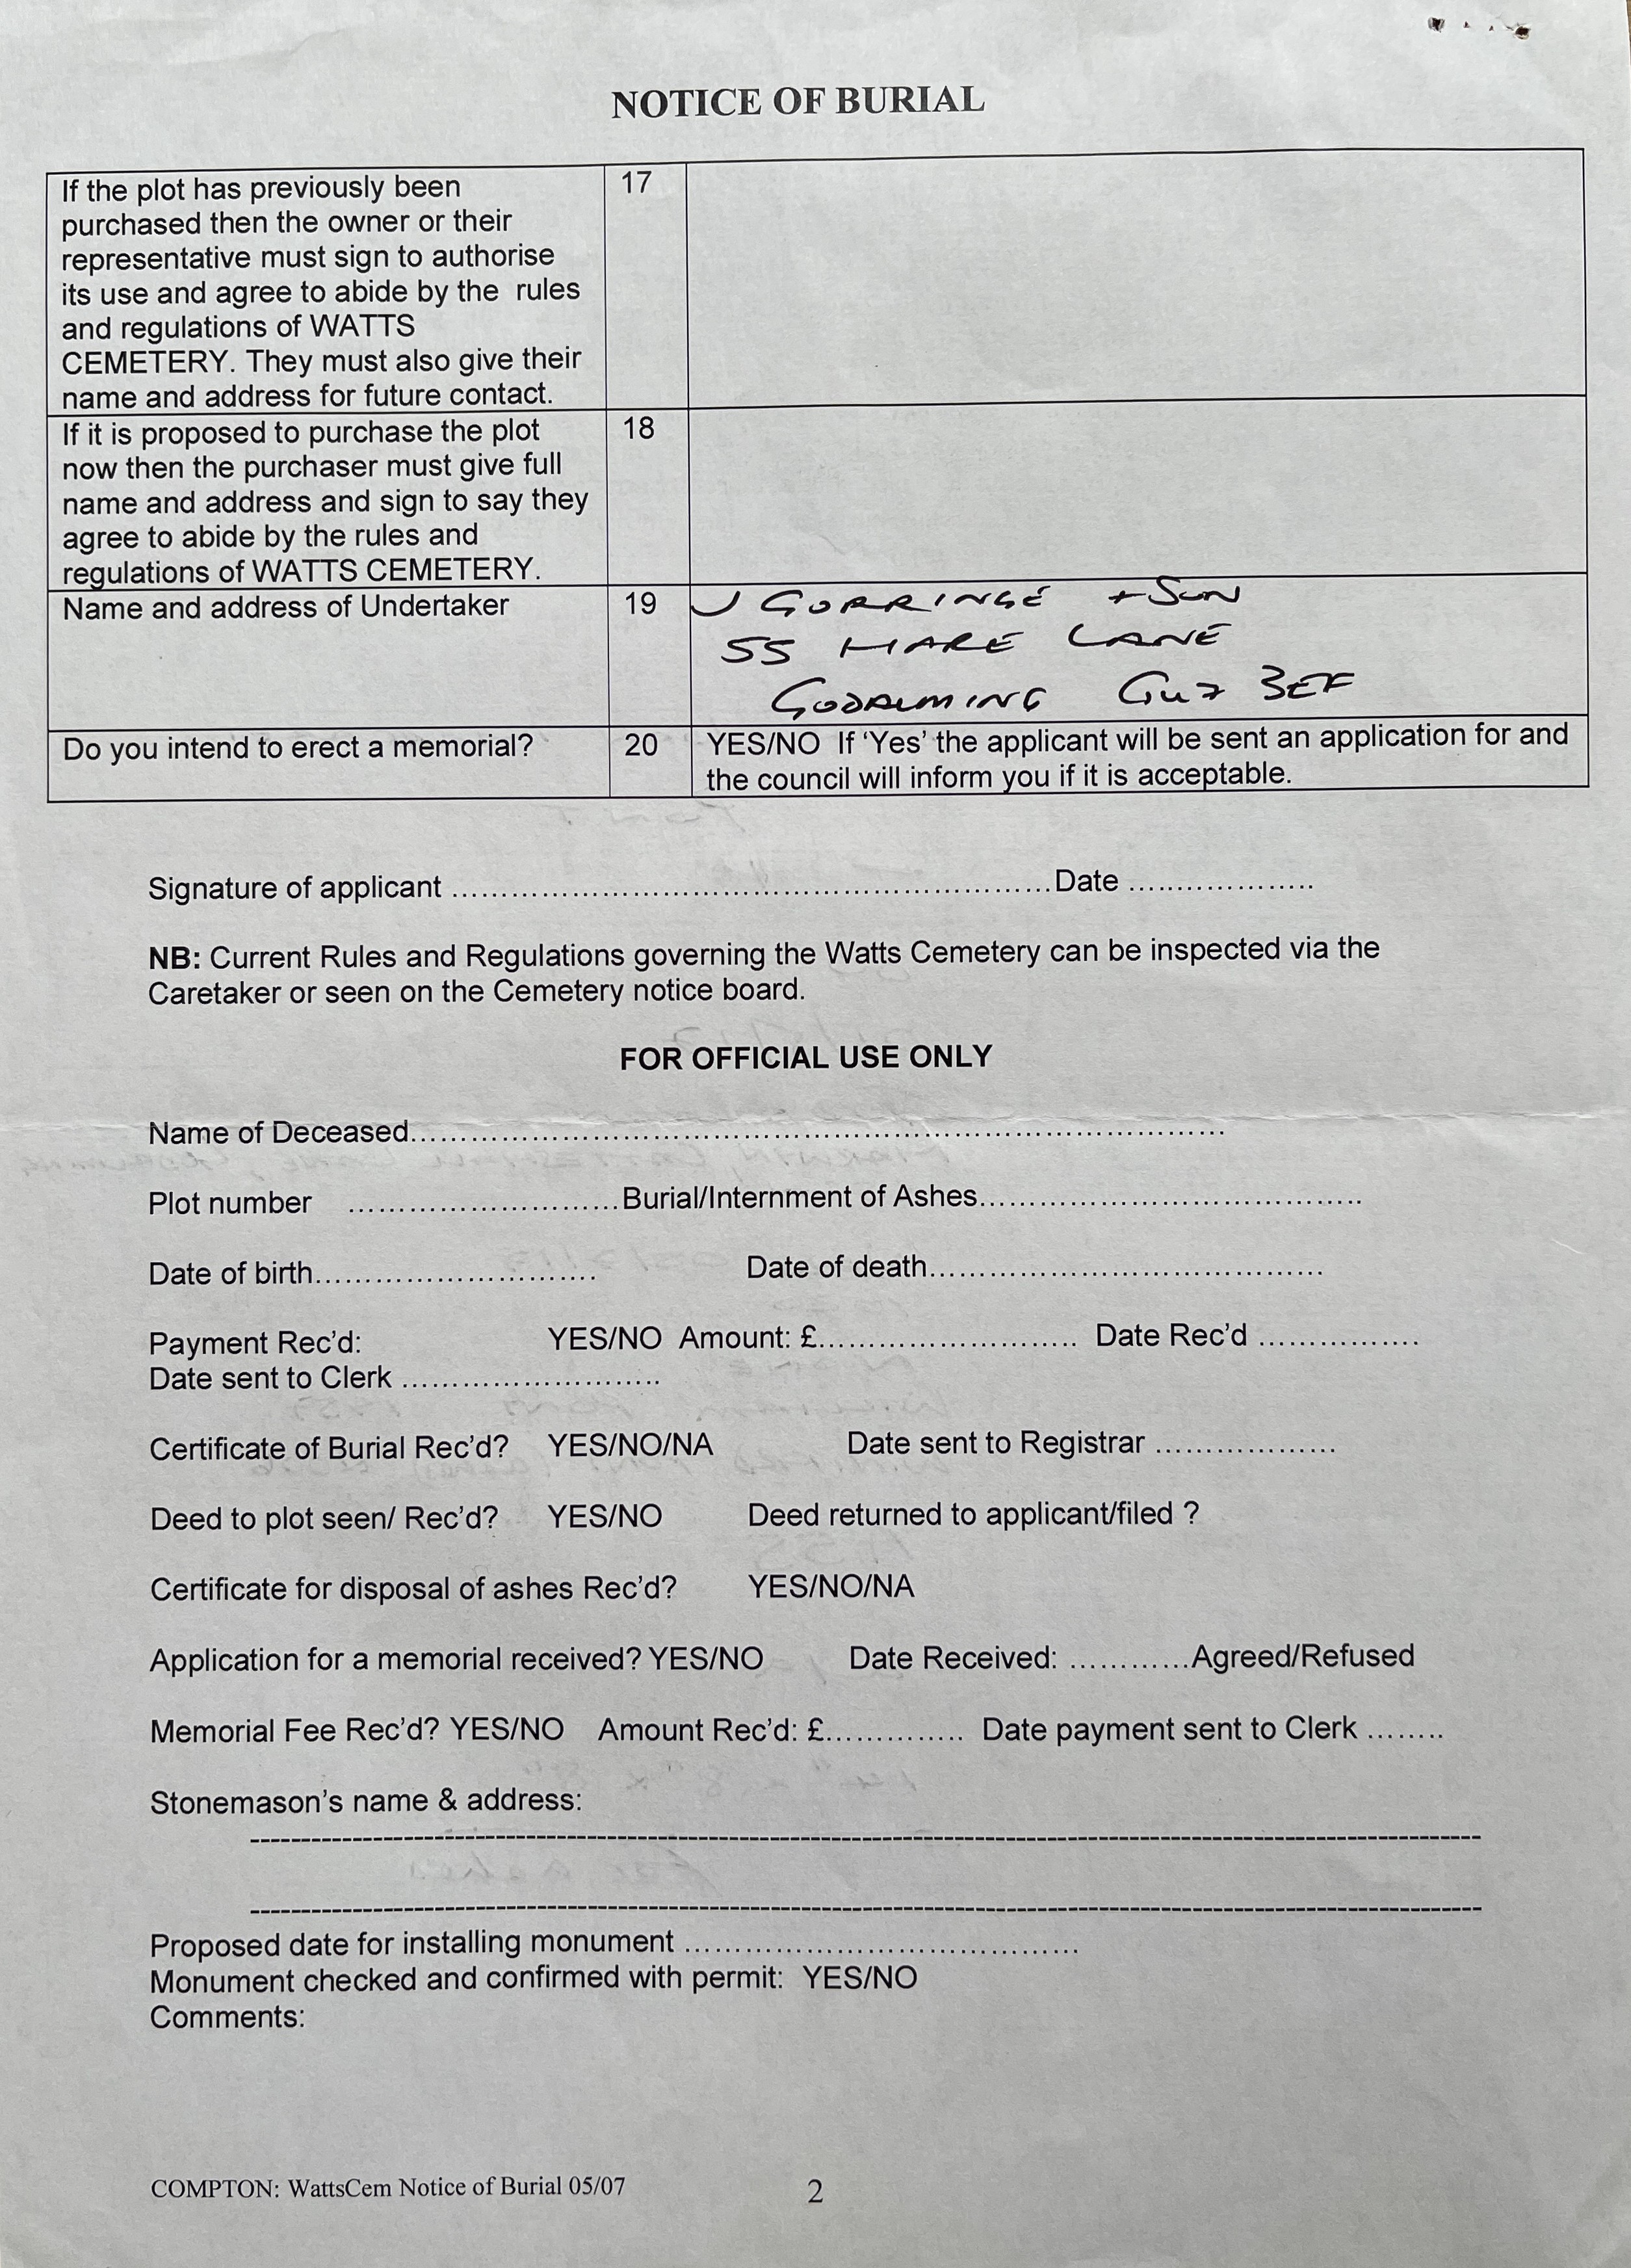 NOTICE OF BURIAL
If the plot has previously been
purchased then the owner or their
representative must sign to authorise
its use and agree to abide by the rules
and regulations of WATTS
CEMETERY. They must also give their
name and address for future contact.
17
If it is proposed to purchase the plot
now then the purchaser must give full
name and address and sign to say they
agree to abide by the rules and
regulations of WATTS CEMETERY.
18
Name and address of Undertaker
19
J GORRINGE + SON
55 HARE LANE
GODALMING GU7 3EF
Do you intend to erect a memorial?
20
YES/NO If ‘Yes’ the applicant will be sent an application for and
the council will inform you if it is acceptable.
Signature of applicant ..........................................................................Date ......................
NB: Current Rules and Regulations governing the Watts Cemetery can be inspected via the
Caretaker or seen on the Cemetery notice board.
FOR OFFICIAL USE ONLY
Name of Deceased....................................................................................................
Plot number .................................Burial/Internment of Ashes...............................................
Date of birth.................................. Date of death................................................
Payment Rec’d: YES/NO Amount: £............................... Date Rec’d ...................
Date sent to Clerk ................................
Certificate of Burial Rec’d? YES/NO/NA Date sent to Registrar ......................
Deed to plot seen/ Rec’d? YES/NO Deed returned to applicant/filed ?
Certificate for disposal of ashes Rec’d? YES/NO/NA
Application for a memorial received? YES/NO Date Received: ............Agreed/Refused
Memorial Fee Rec’d? YES/NO Amount Rec’d: £................. Date payment sent to Clerk ........
Stonemason’s name & address:
Proposed date for installing monument ................................................
Monument checked and confirmed with permit: YES/NO
Comments:
COMPTON: WattsCem Notice of Burial 05/07
2